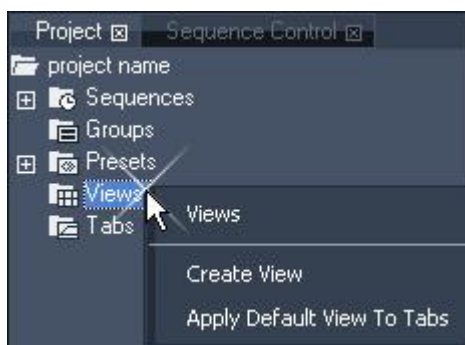 Project Sequence Control
project name
Sequences
Groups
Presets
Views
Tabs
Views
Create View
Apply Default View To Tabs